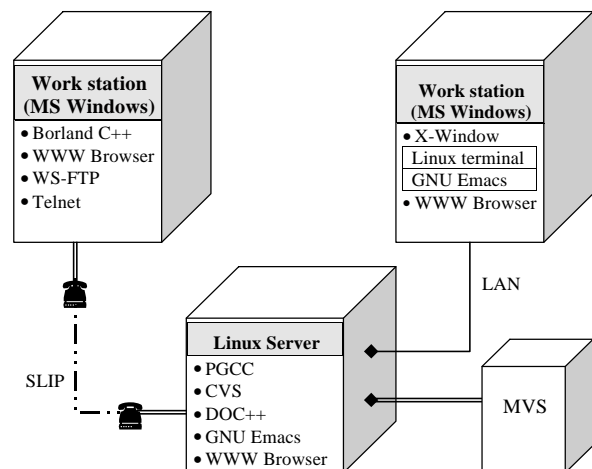 Work station
(MS Windows)
• Borland C++
• WWW Browser
• WS-FTP
• Telnet
Work station
(MS Windows)
• X-Window
Linux terminal
GNU Emacs
• WWW Browser
LAN
SLIP
Linux Server
• PGCC
• CVS
• DOC++
• GNU Emacs
• WWW Browser
MVS